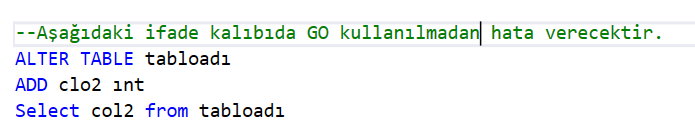 --Aşağıdaki ifade kalıbıda GO kullanılmadan hata verecektir.
ALTER TABLE tabloadı
ADD clo2 ınt
Select col2 from tabloadı